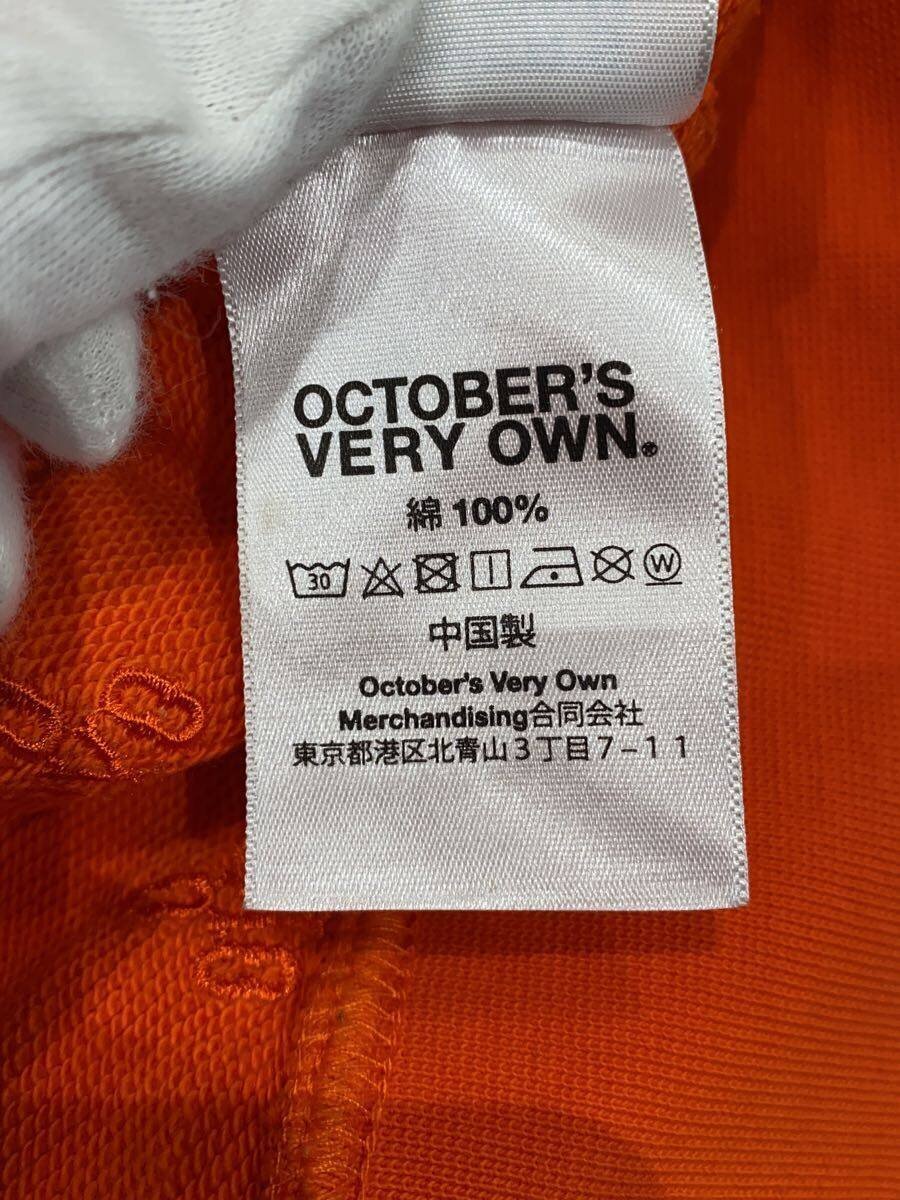 OCTOBER'S
VERY OWN®
綿 100%
30 W
中国製
October's Very Own
Merchandising合同会社
東京都港区北青山3丁目7-11